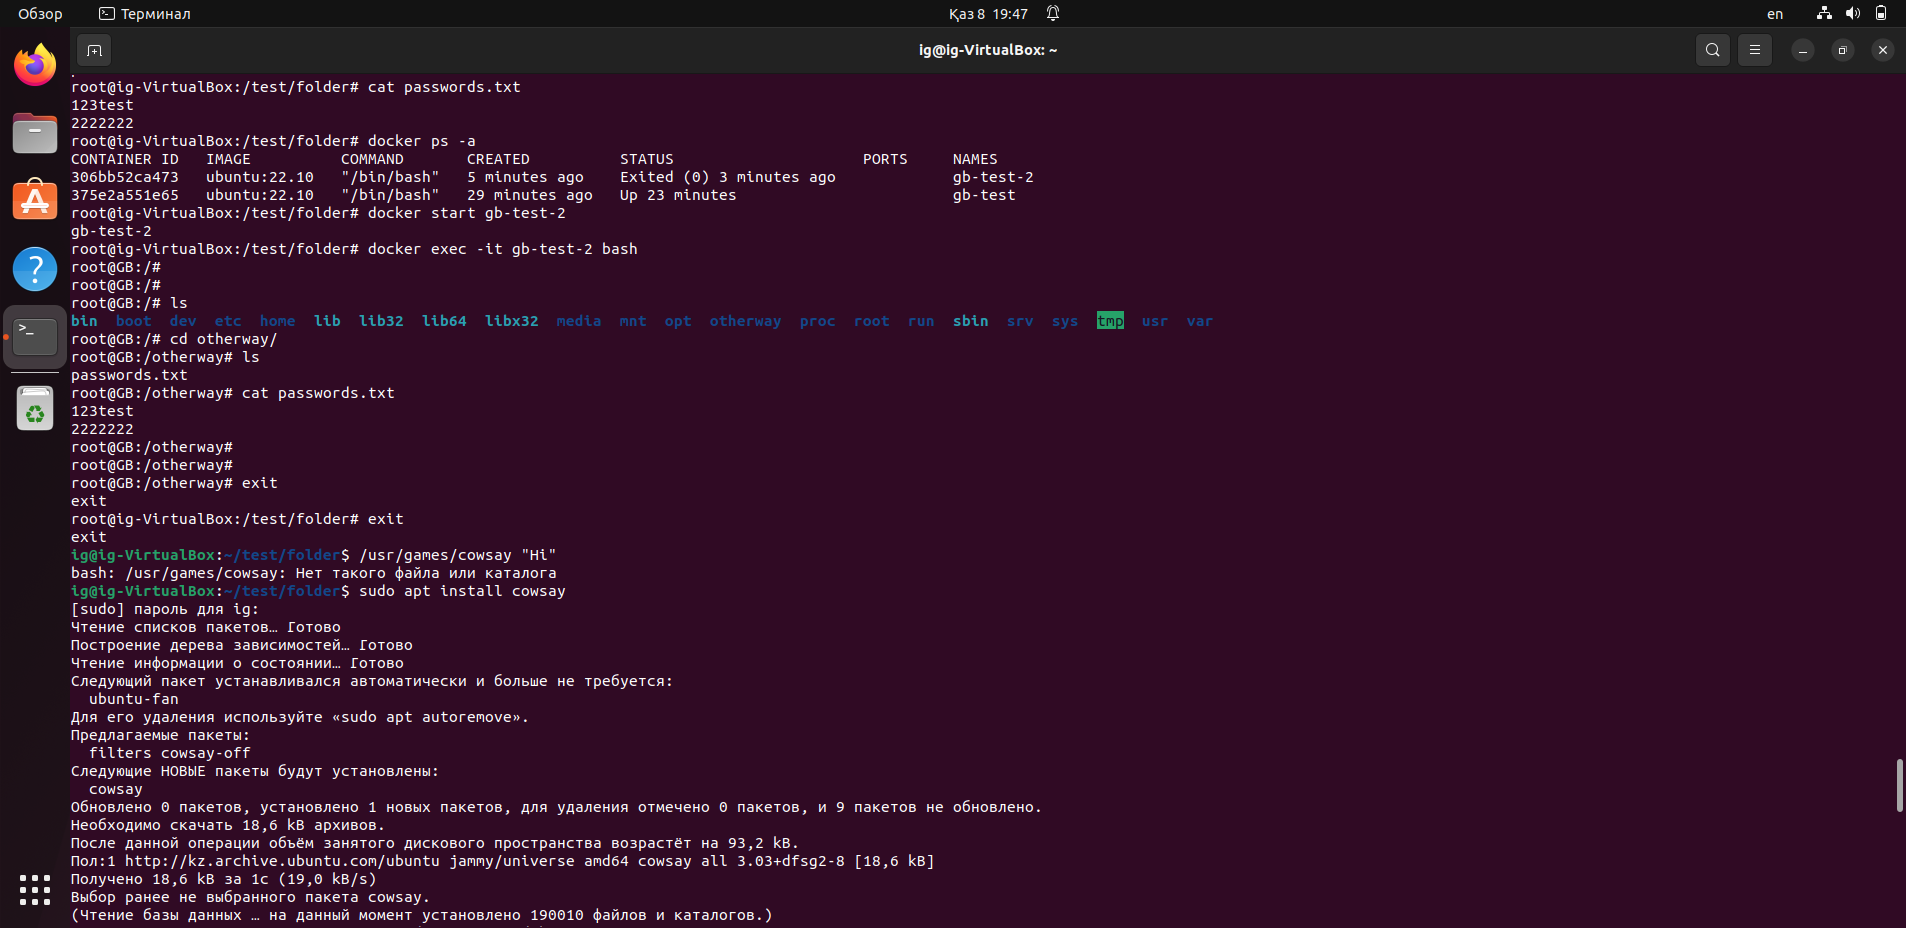 Обзор Терминал Қаз 8 19:47 en
ig@ig-VirtualBox: ~
root@ig-VirtualBox:/test/folder# cat passwords.txt
123test
2222222
root@ig-VirtualBox:/test/folder# docker ps -a
CONTAINER ID IMAGE COMMAND CREATED STATUS PORTS NAMES
306bb52ca473 ubuntu:22.10 "/bin/bash" 5 minutes ago Exited (0) 3 minutes ago gb-test-2
375e2a551e65 ubuntu:22.10 "/bin/bash" 29 minutes ago Up 23 minutes gb-test
root@ig-VirtualBox:/test/folder# docker start gb-test-2
gb-test-2
root@ig-VirtualBox:/test/folder# docker exec -it gb-test-2 bash
root@GB:/#
root@GB:/#
root@GB:/# ls
bin boot dev etc home lib lib32 lib64 libx32 media mnt opt otherway proc root run sbin srv sys tmp usr var
root@GB:/# cd otherway/
root@GB:/otherway# ls
passwords.txt
root@GB:/otherway# cat passwords.txt
123test
2222222
root@GB:/otherway#
root@GB:/otherway#
root@GB:/otherway# exit
exit
root@ig-VirtualBox:/test/folder# exit
exit
ig@ig-VirtualBox:~/test/folder$ /usr/games/cowsay "Hi"
bash: /usr/games/cowsay: Нет такого файла или каталога
ig@ig-VirtualBox:~/test/folder$ sudo apt install cowsay
[sudo] пароль для ig:
Чтение списков пакетов… Готово
Построение дерева зависимостей… Готово
Чтение информации о состоянии… Готово
Следующий пакет устанавливался автоматически и больше не требуется:
ubuntu-fan
Для его удаления используйте «sudo apt autoremove».
Предлагаемые пакеты:
filters cowsay-off
Следующие НОВЫЕ пакеты будут установлены:
cowsay
Обновлено 0 пакетов, установлено 1 новых пакетов, для удаления отмечено 0 пакетов, и 9 пакетов не обновлено.
Необходимо скачать 18,6 kB архивов.
После данной операции объём занятого дискового пространства возрастёт на 93,2 kB.
Пол:1 http://kz.archive.ubuntu.com/ubuntu jammy/universe amd64 cowsay all 3.03+dfsg2-8 [18,6 kB]
Получено 18,6 kB за 1с (19,0 kB/s)
Выбор ранее не выбранного пакета cowsay.
(Чтение базы данных … на данный момент установлено 190010 файлов и каталогов.)